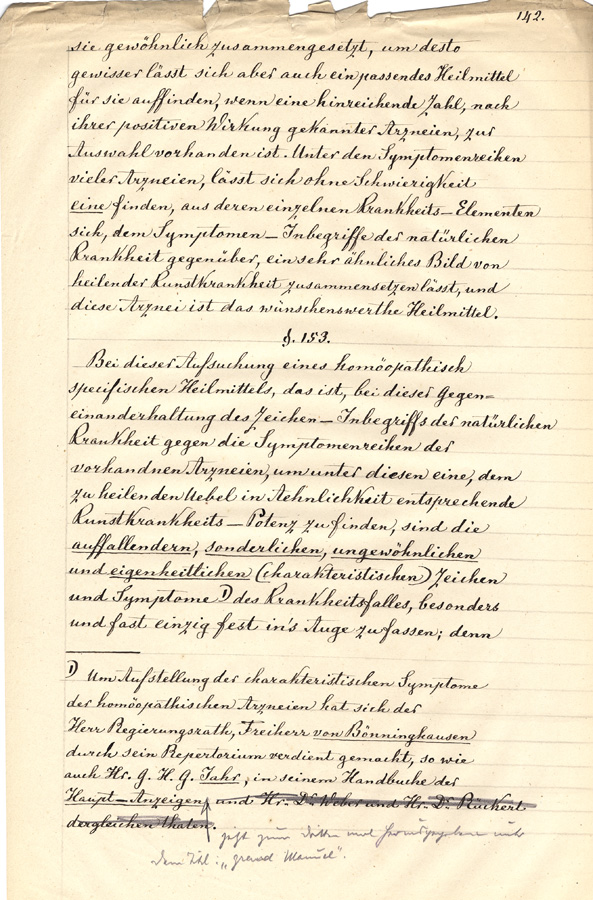 142.
sie gewöhnlich zusammengesetzt, um desto
gewisser lässt sich aber auch ein passendes Heilmittel
für sie auffinden, wenn eine hinreichende Zahl, nach
ihrer positiven Wirkung gekannter Arzneien, zur
Auswahl vorhanden ist. Unter den Symptomenreihen
vieler Arzneien, lässt sich ohne Schwierigkeit
eine finden, aus deren einzelnen Krankheits-Elementen
sich, dem Symptomen-Inbegriffe der natürlichen
Krankheit gegenüber, ein sehr ähnliches Bild von
heilender Kunstkrankheit zusammensetzen lässt, und
diese Arznei ist das wünschenswerthe Heilmittel.
§. 153.
Bei dieser Aufsuchung eines homöopathisch
specifischen Heilmittels, das ist, bei dieser Gegen=
einanderhaltung des Zeichen-Inbegriffs der natürlichen
Krankheit gegen die Symptomenreihen der
vorhandnen Arzneien, um unter diesen eine, dem
zu heilenden Uebel in Aehnlichkeit entsprechende
Kunstkrankheits-Potenz zu finden, sind die
auffallendern, sonderlichen, ungewöhnlichen
und eigenheitlichen (charakteristischen) Zeichen
und Symptome 1) des Krankheitsfalles, besonders
und fast einzig fest in's Auge zu fassen; denn
1) Um Aufstellung der charakteristischen Symptome
der homöopathischen Arzneien hat sich der
Herr Regierungsrath, Freiherr von Bönninghausen
durch sein Repertorium verdient gemacht, so wie
auch Hr. G. H. G. Jahr, in seinem Handbuche der
Haupt-Anzeigen, und Hr. Dr. und Hr. Dr. Rückert
dergleichen thaten.
jetzt zum dritten mal herausgegeben unter
dem Titl: „grand Manuel“.